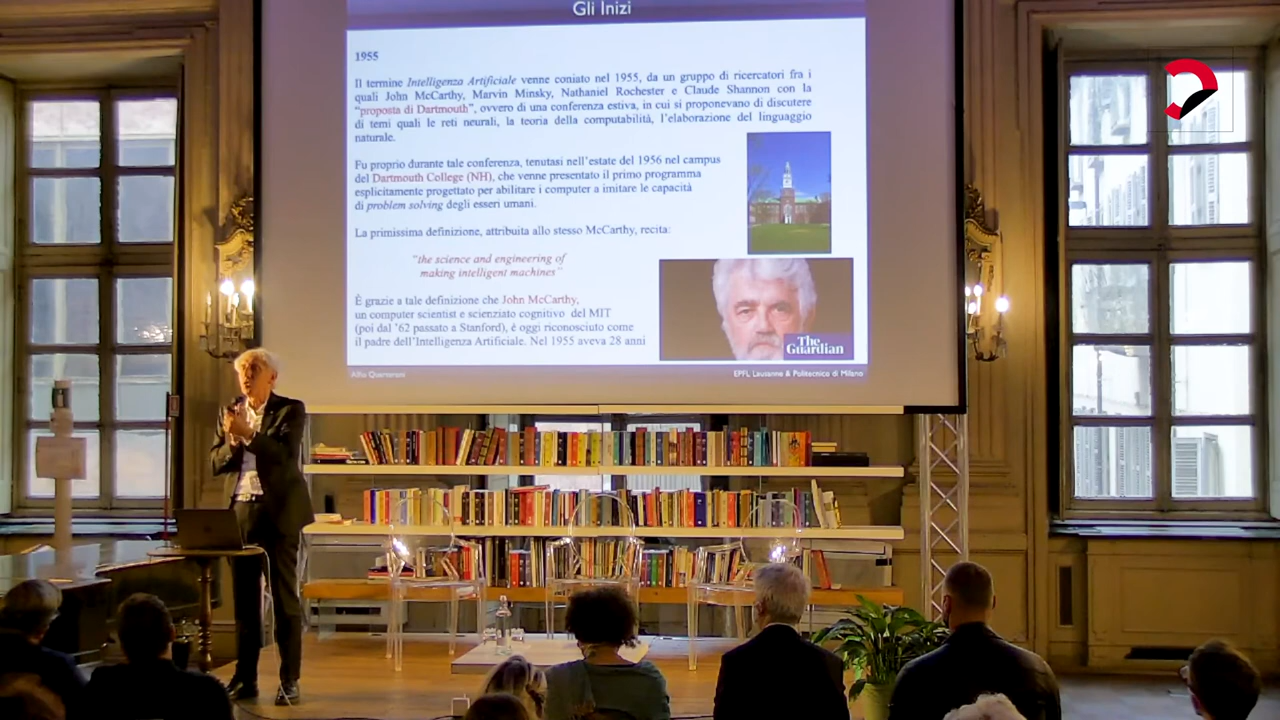 Gli Inizi
1955
Il termine Intelligenza Artificiale venne coniato nel 1955, da un gruppo di ricercatori fra i
quali John McCarthy, Marvin Minsky, Nathaniel Rochester e Claude Shannon con la
“proposta di Dartmouth”, ovvero di una conferenza estiva, in cui si proponevano di discutere
di temi quali le reti neurali, la teoria della computabilità, l’elaborazione del linguaggio
naturale.
Fu proprio durante tale conferenza, tenutasi nell’estate del 1956 nel campus
del Dartmouth College (NH), che venne presentato il primo programma
esplicitamente progettato per abilitare i computer a imitare le capacità
di problem solving degli esseri umani.
La primissima definizione, attribuita allo stesso McCarthy, recita:
“the science and engineering of
making intelligent machines”
È grazie a tale definizione che John McCarthy,
un computer scientist e scienziato cognitivo del MIT
(poi dal ’62 passato a Stanford), è oggi riconosciuto come
il padre dell’Intelligenza Artificiale. Nel 1955 aveva 28 anni
The
Guardian
Alfio Quarteroni
EPFL Lausanne & Politecnico di Milano